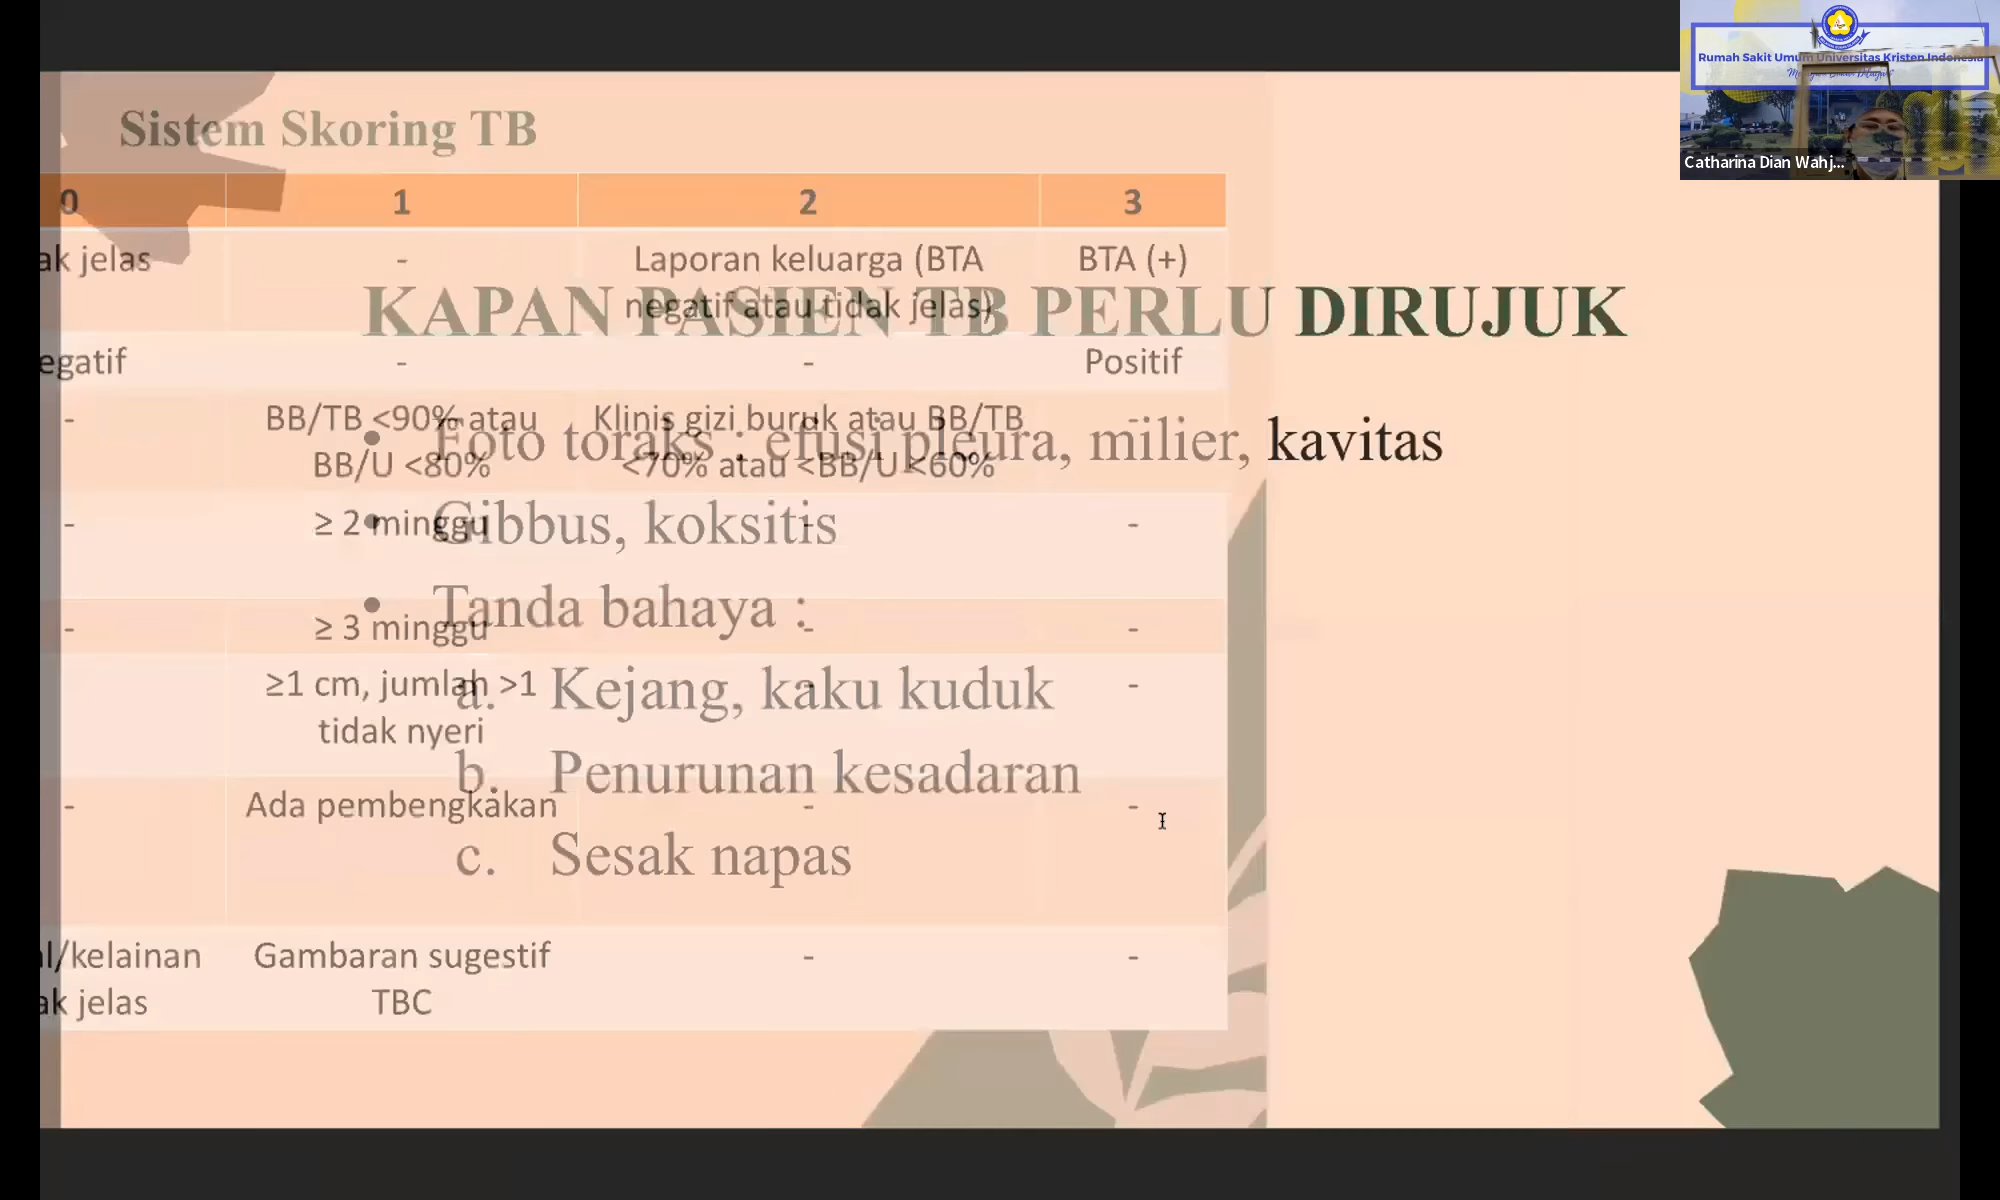 Rumah Sakit Umum Universitas Kristen Indonesia
Catharina Dian Wahj...
Sistem Skoring TB
0 1 2 3
ak jelas - Laporan keluarga (BTA negatif atau tidak jelas) BTA (+)
egatif - - Positif
- BB/TB <90% atau BB/U <80% Klinis gizi buruk atau BB/TB <70% atau <BB/U <60% -
- ≥ 2 minggu - -
- ≥ 3 minggu - -
≥1 cm, jumlah >1 tidak nyeri - -
- Ada pembengkakan - -
l/kelainan ak jelas Gambaran sugestif TBC - -
KAPAN PASIEN TB PERLU DIRUJUK
• Foto toraks : efusi pleura, milier, kavitas
• Gibbus, koksitis
• Tanda bahaya :
a. Kejang, kaku kuduk
b. Penurunan kesadaran
c. Sesak napas